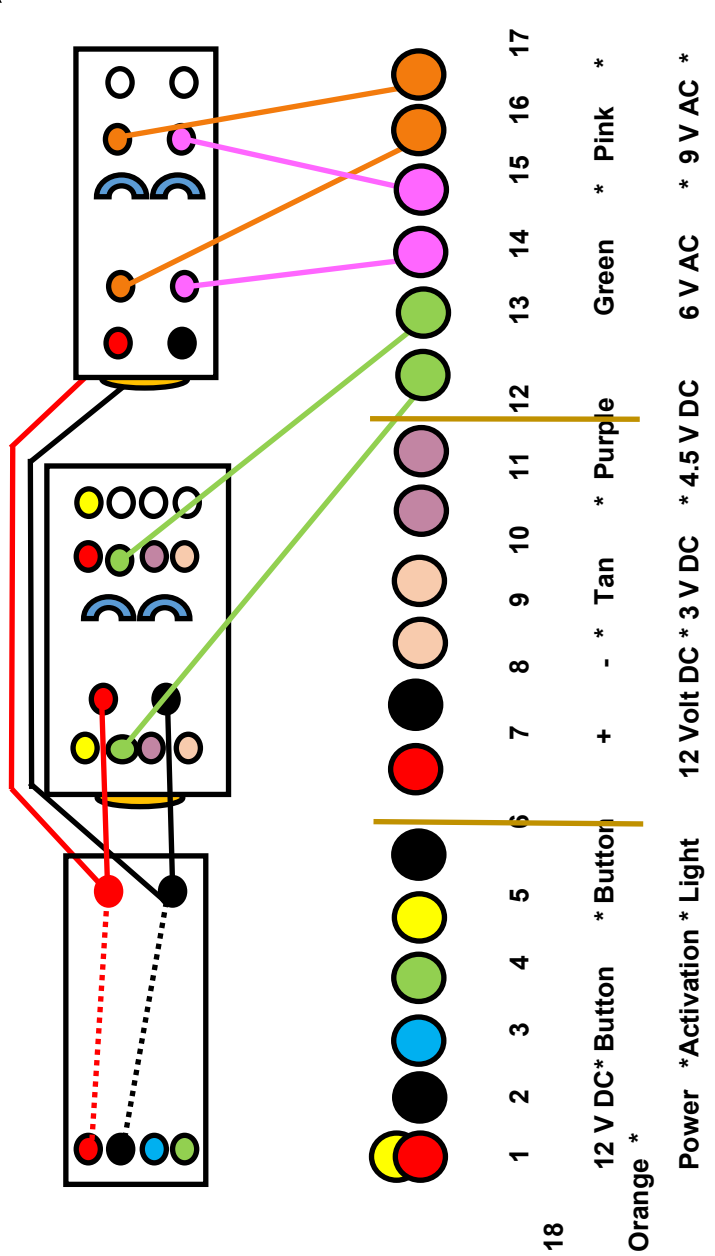 1 2 3 4 5 6 7 8 9 10 11 12 13 14 15 16 17
18
12 V DC* Button * Button + - * Tan * Purple Green * Pink *
Orange *
Power *Activation * Light 12 Volt DC * 3 V DC * 4.5 V DC 6 V AC * 9 V AC *